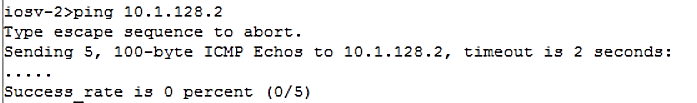 iosv-2>ping 10.1.128.2
Type escape sequence to abort.
Sending 5, 100-byte ICMP Echos to 10.1.128.2, timeout is 2 seconds:
.....
Success rate is 0 percent (0/5)